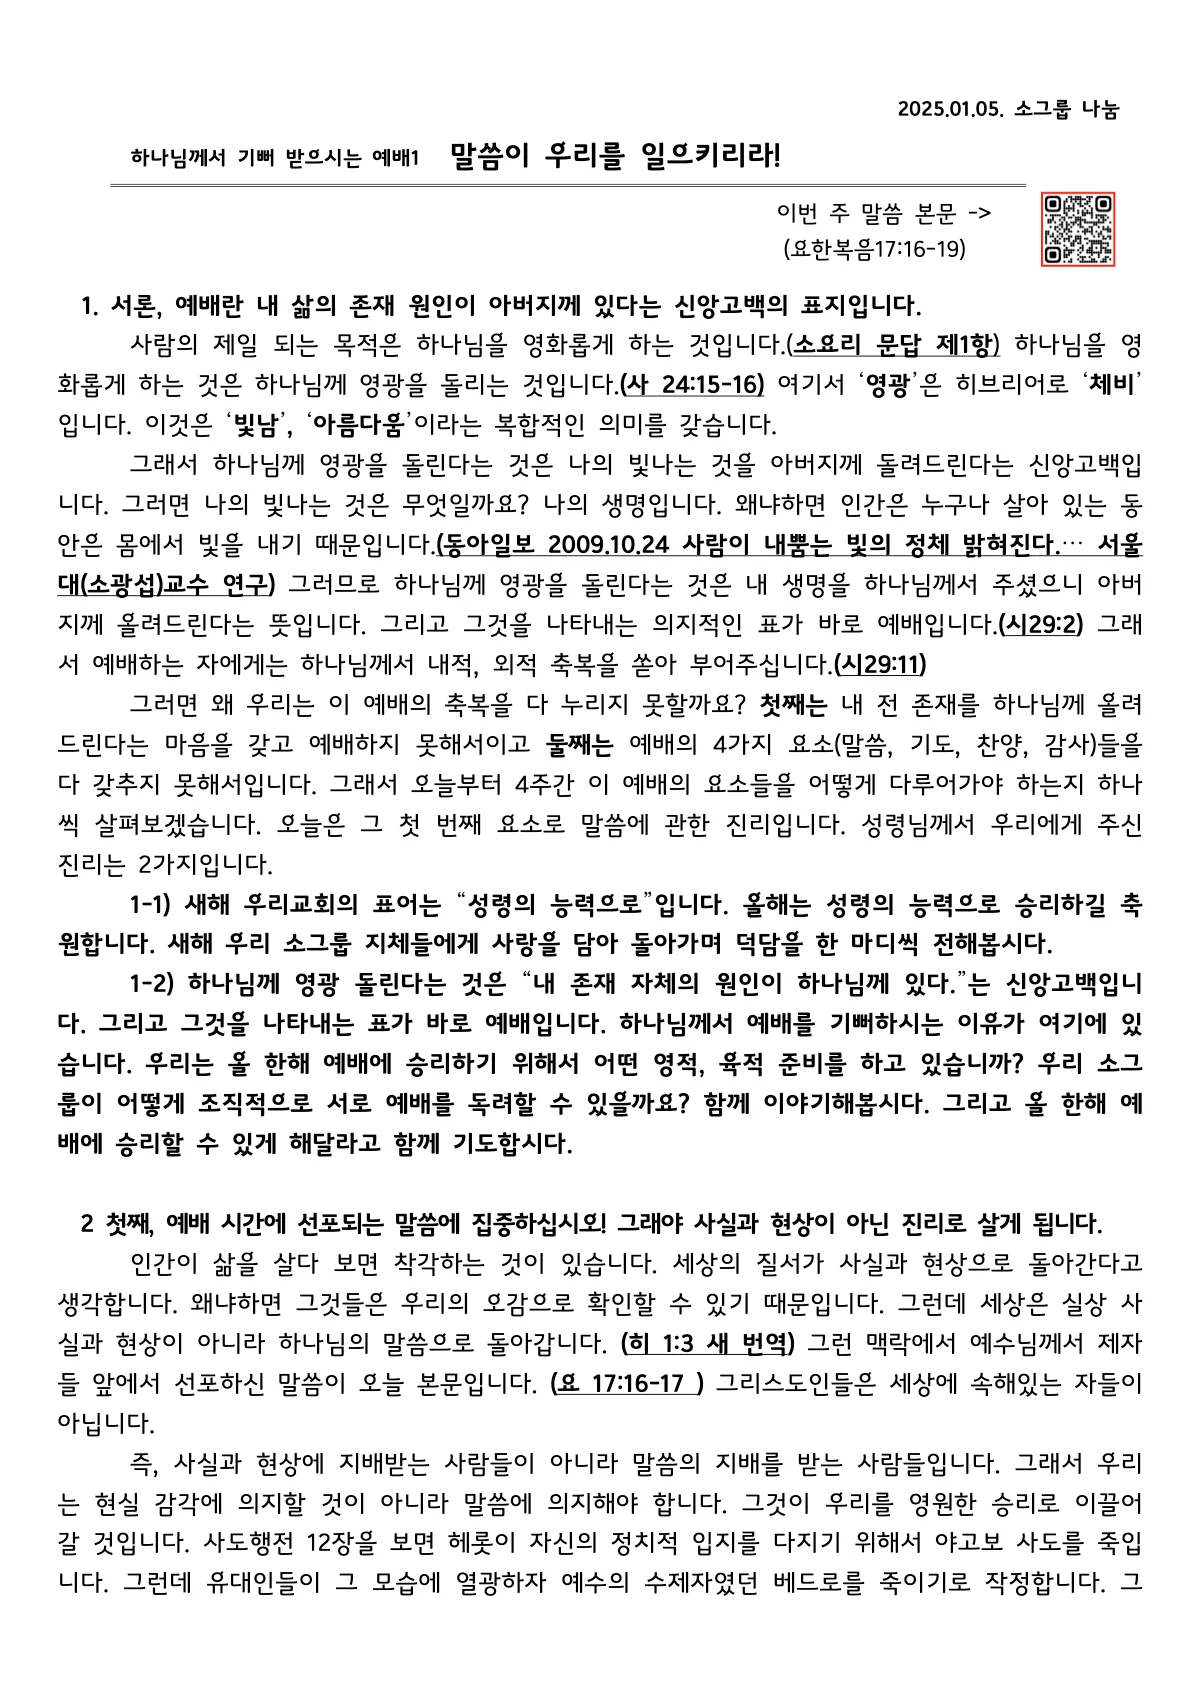 2025.01.05. 소그룹 나눔
하나님께서 기뻐 받으시는 예배1 말씀이 우리를 일으키리라!
이번 주 말씀 본문 ->
(요한복음17:16-19)
1. 서론, 예배란 내 삶의 존재 원인이 아버지께 있다는 신앙고백의 표지입니다.
사람의 제일 되는 목적은 하나님을 영화롭게 하는 것입니다.(소요리 문답 제1항) 하나님을 영
화롭게 하는 것은 하나님께 영광을 돌리는 것입니다.(사 24:15-16) 여기서 ‘영광’은 히브리어로 ‘체비’
입니다. 이것은 ‘빛남’, ‘아름다움’이라는 복합적인 의미를 갖습니다.
그래서 하나님께 영광을 돌린다는 것은 나의 빛나는 것을 아버지께 돌려드린다는 신앙고백입
니다. 그러면 나의 빛나는 것은 무엇일까요? 나의 생명입니다. 왜냐하면 인간은 누구나 살아 있는 동
안은 몸에서 빛을 내기 때문입니다.(동아일보 2009.10.24 사람이 내뿜는 빛의 정체 밝혀진다.… 서울
대(소광섭)교수 연구) 그러므로 하나님께 영광을 돌린다는 것은 내 생명을 하나님께서 주셨으니 아버
지께 올려드린다는 뜻입니다. 그리고 그것을 나타내는 의지적인 표가 바로 예배입니다.(시29:2) 그래
서 예배하는 자에게는 하나님께서 내적, 외적 축복을 쏟아 부어주십니다.(시29:11)
그러면 왜 우리는 이 예배의 축복을 다 누리지 못할까요? 첫째는 내 전 존재를 하나님께 올려
드린다는 마음을 갖고 예배하지 못해서이고 둘째는 예배의 4가지 요소(말씀, 기도, 찬양, 감사)들을
다 갖추지 못해서입니다. 그래서 오늘부터 4주간 이 예배의 요소들을 어떻게 다루어가야 하는지 하나
씩 살펴보겠습니다. 오늘은 그 첫 번째 요소로 말씀에 관한 진리입니다. 성령님께서 우리에게 주신
진리는 2가지입니다.
1-1) 새해 우리교회의 표어는 “성령의 능력으로”입니다. 올해는 성령의 능력으로 승리하길 축
원합니다. 새해 우리 소그룹 지체들에게 사랑을 담아 돌아가며 덕담을 한 마디씩 전해봅시다.
1-2) 하나님께 영광 돌린다는 것은 “내 존재 자체의 원인이 하나님께 있다.”는 신앙고백입니
다. 그리고 그것을 나타내는 표가 바로 예배입니다. 하나님께서 예배를 기뻐하시는 이유가 여기에 있
습니다. 우리는 올 한해 예배에 승리하기 위해서 어떤 영적, 육적 준비를 하고 있습니까? 우리 소그
룹이 어떻게 조직적으로 서로 예배를 독려할 수 있을까요? 함께 이야기해봅시다. 그리고 올 한해 예
배에 승리할 수 있게 해달라고 함께 기도합시다.
2 첫째, 예배 시간에 선포되는 말씀에 집중하십시오! 그래야 사실과 현상이 아닌 진리로 살게 됩니다.
인간이 삶을 살다 보면 착각하는 것이 있습니다. 세상의 질서가 사실과 현상으로 돌아간다고
생각합니다. 왜냐하면 그것들은 우리의 오감으로 확인할 수 있기 때문입니다. 그런데 세상은 실상 사
실과 현상이 아니라 하나님의 말씀으로 돌아갑니다. (히 1:3 새 번역) 그런 맥락에서 예수님께서 제자
들 앞에서 선포하신 말씀이 오늘 본문입니다. (요 17:16-17 ) 그리스도인들은 세상에 속해있는 자들이
아닙니다.
즉, 사실과 현상에 지배받는 사람들이 아니라 말씀의 지배를 받는 사람들입니다. 그래서 우리
는 현실 감각에 의지할 것이 아니라 말씀에 의지해야 합니다. 그것이 우리를 영원한 승리로 이끌어
갈 것입니다. 사도행전 12장을 보면 헤롯이 자신의 정치적 입지를 다지기 위해서 야고보 사도를 죽입
니다. 그런데 유대인들이 그 모습에 열광하자 예수의 수제자였던 베드로를 죽이기로 작정합니다. 그